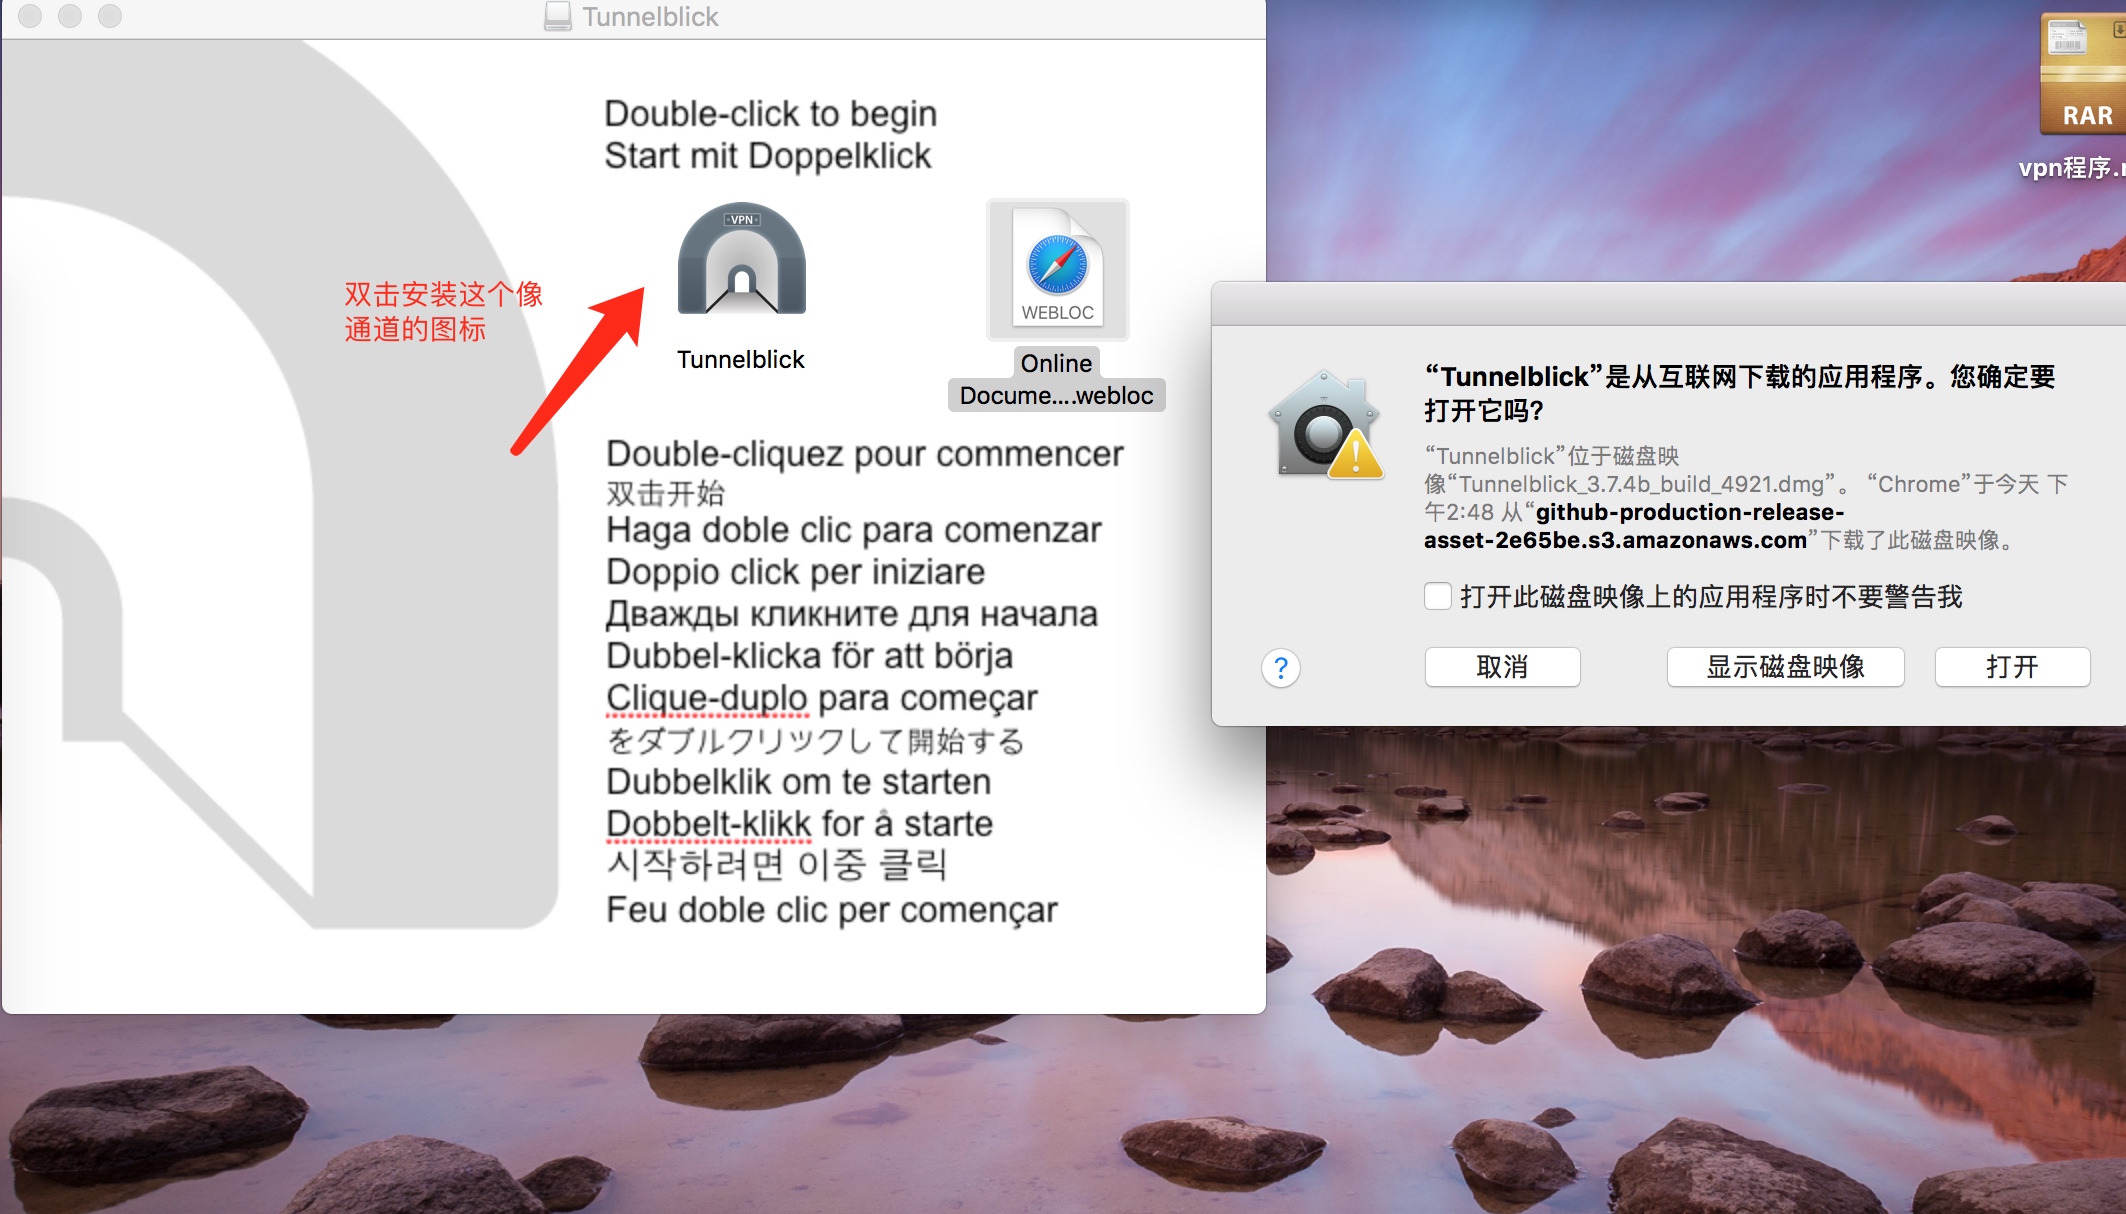 Tunnelblick
Double-click to begin
Start mit Doppelklick
VPN
WEBLOC
双击安装这个像
通道的图标
Tunnelblick
Online
Docume....webloc
Double-cliquez pour commencer
双击开始
Haga doble clic para comenzar
Doppio click per iniziare
Дважды кликните для начала
Dubbel-klicka för att börja
Clique-duplo para começar
をダブルクリックして開始する
Dubbelklik om te starten
Dobbelt-klikk for å starte
시작하려면 이중 클릭
Feu doble clic per començar
RAR
vpn程序.r
“Tunnelblick”是从互联网下载的应用程序。您确定要
打开它吗?
“Tunnelblick”位于磁盘映
像“Tunnelblick_3.7.4b_build_4921.dmg”。 “Chrome”于今天 下
午2:48 从“github-production-release-
asset-2e65be.s3.amazonaws.com”下载了此磁盘映像。
打开此磁盘映像上的应用程序时不要警告我
?
取消
显示磁盘映像
打开